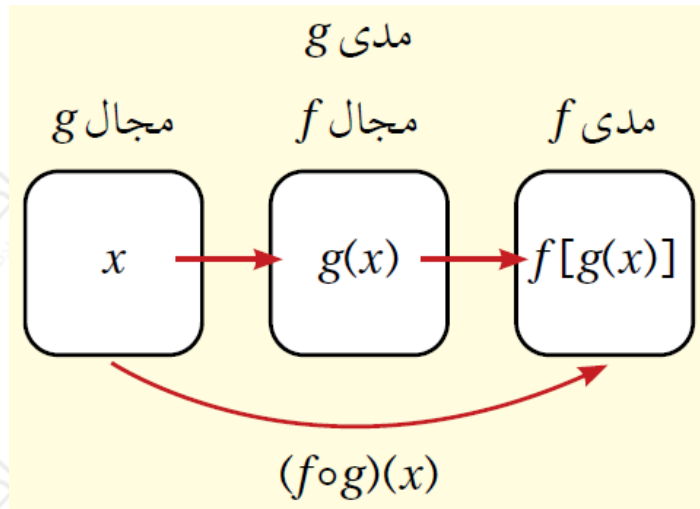 مدى g
مجال g
مجال f
مدى f
x
g(x)
f[g(x)]
(f∘g)(x)